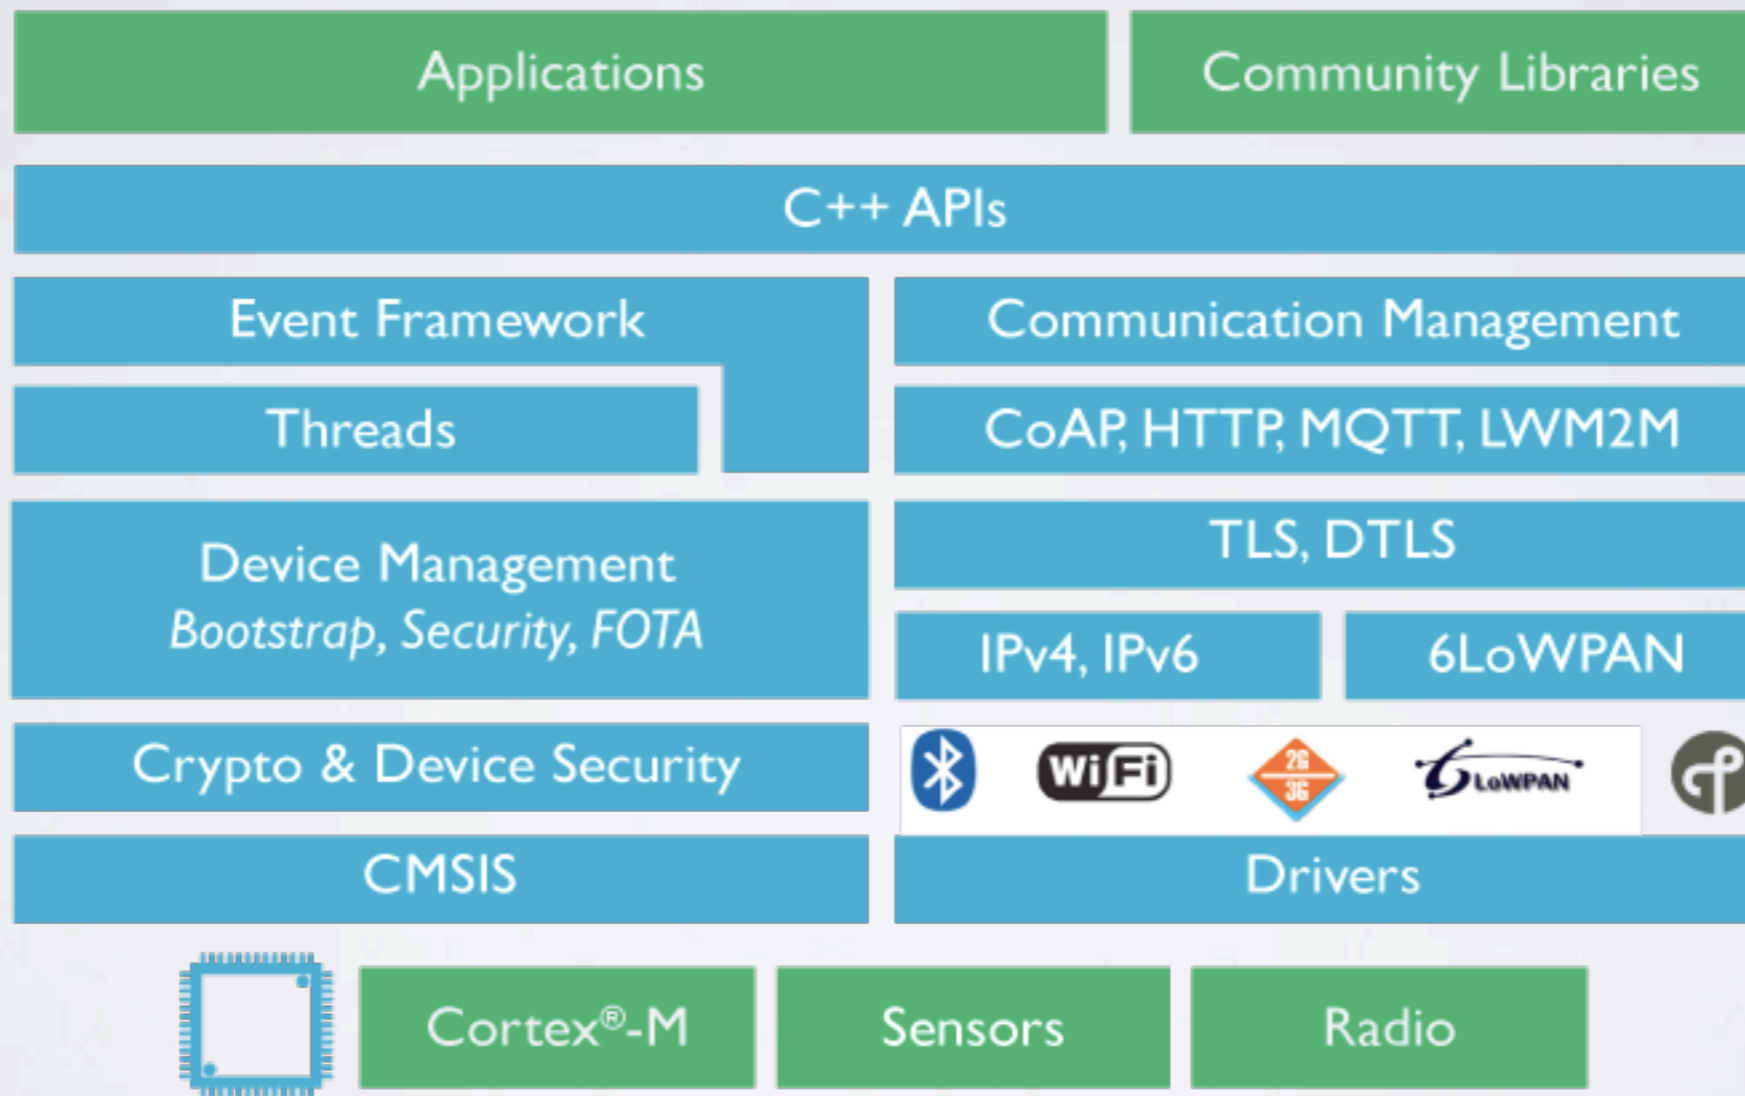 Applications
Community Libraries
C++ APIs
Event Framework
Threads
Communication Management
CoAP, HTTP, MQTT, LWM2M
Device Management
Bootstrap, Security, FOTA
TLS, DTLS
IPv4, IPv6
6LoWPAN
Crypto & Device Security
WiFi
2G
3G
6LoWPAN
CMSIS
Drivers
Cortex®-M
Sensors
Radio